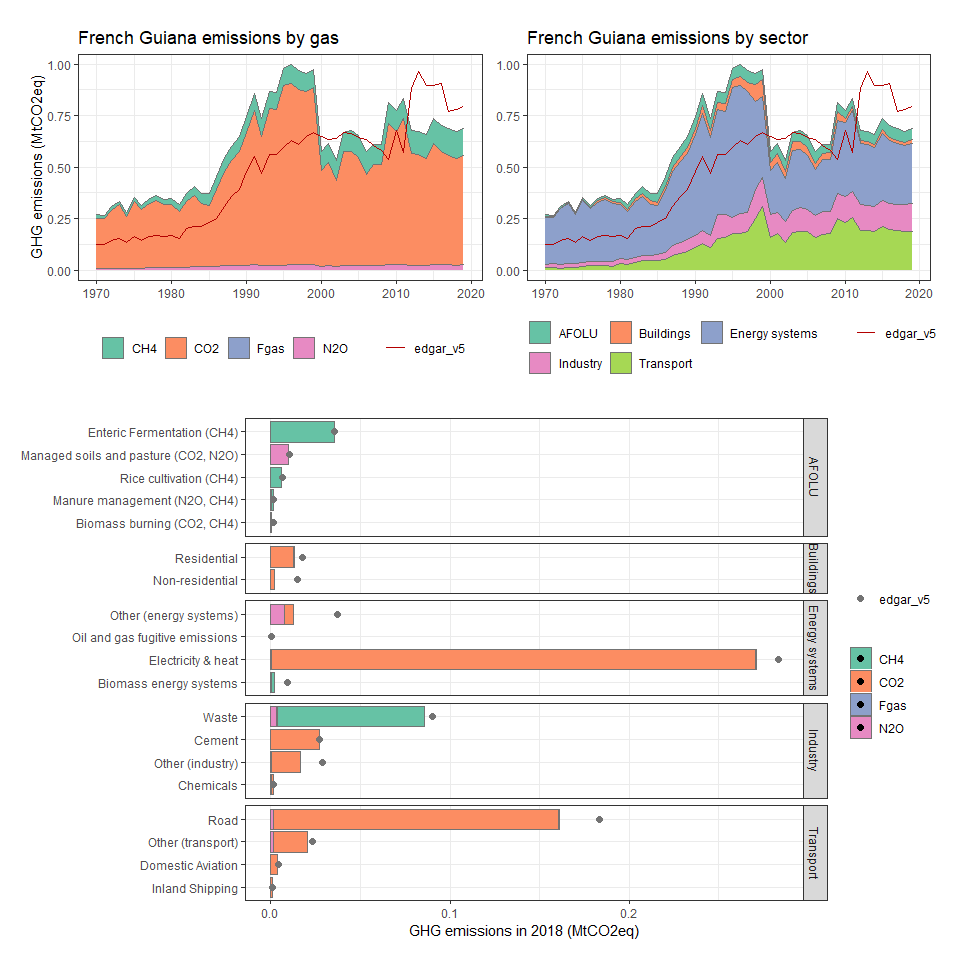 French Guiana emissions by gas
French Guiana emissions by sector
GHG emissions (MtCO2eq)
1.00
0.75
0.50
0.25
0.00
1970 1980 1990 2000 2010 2020
1.00
0.75
0.50
0.25
0.00
1970 1980 1990 2000 2010 2020
CH4 CO2 Fgas N2O edgar_v5
AFOLU Buildings Energy systems edgar_v5
Industry Transport
Enteric Fermentation (CH4)
Managed soils and pasture (CO2, N2O)
Rice cultivation (CH4)
Manure management (N2O, CH4)
Biomass burning (CO2, CH4)
AFOLU
Residential
Non-residential
Buildings
Other (energy systems)
Oil and gas fugitive emissions
Electricity & heat
Biomass energy systems
Energy systems
Waste
Cement
Other (industry)
Chemicals
Industry
Road
Other (transport)
Domestic Aviation
Inland Shipping
Transport
0.0 0.1 0.2
GHG emissions in 2018 (MtCO2eq)
edgar_v5
CH4
CO2
Fgas
N2O